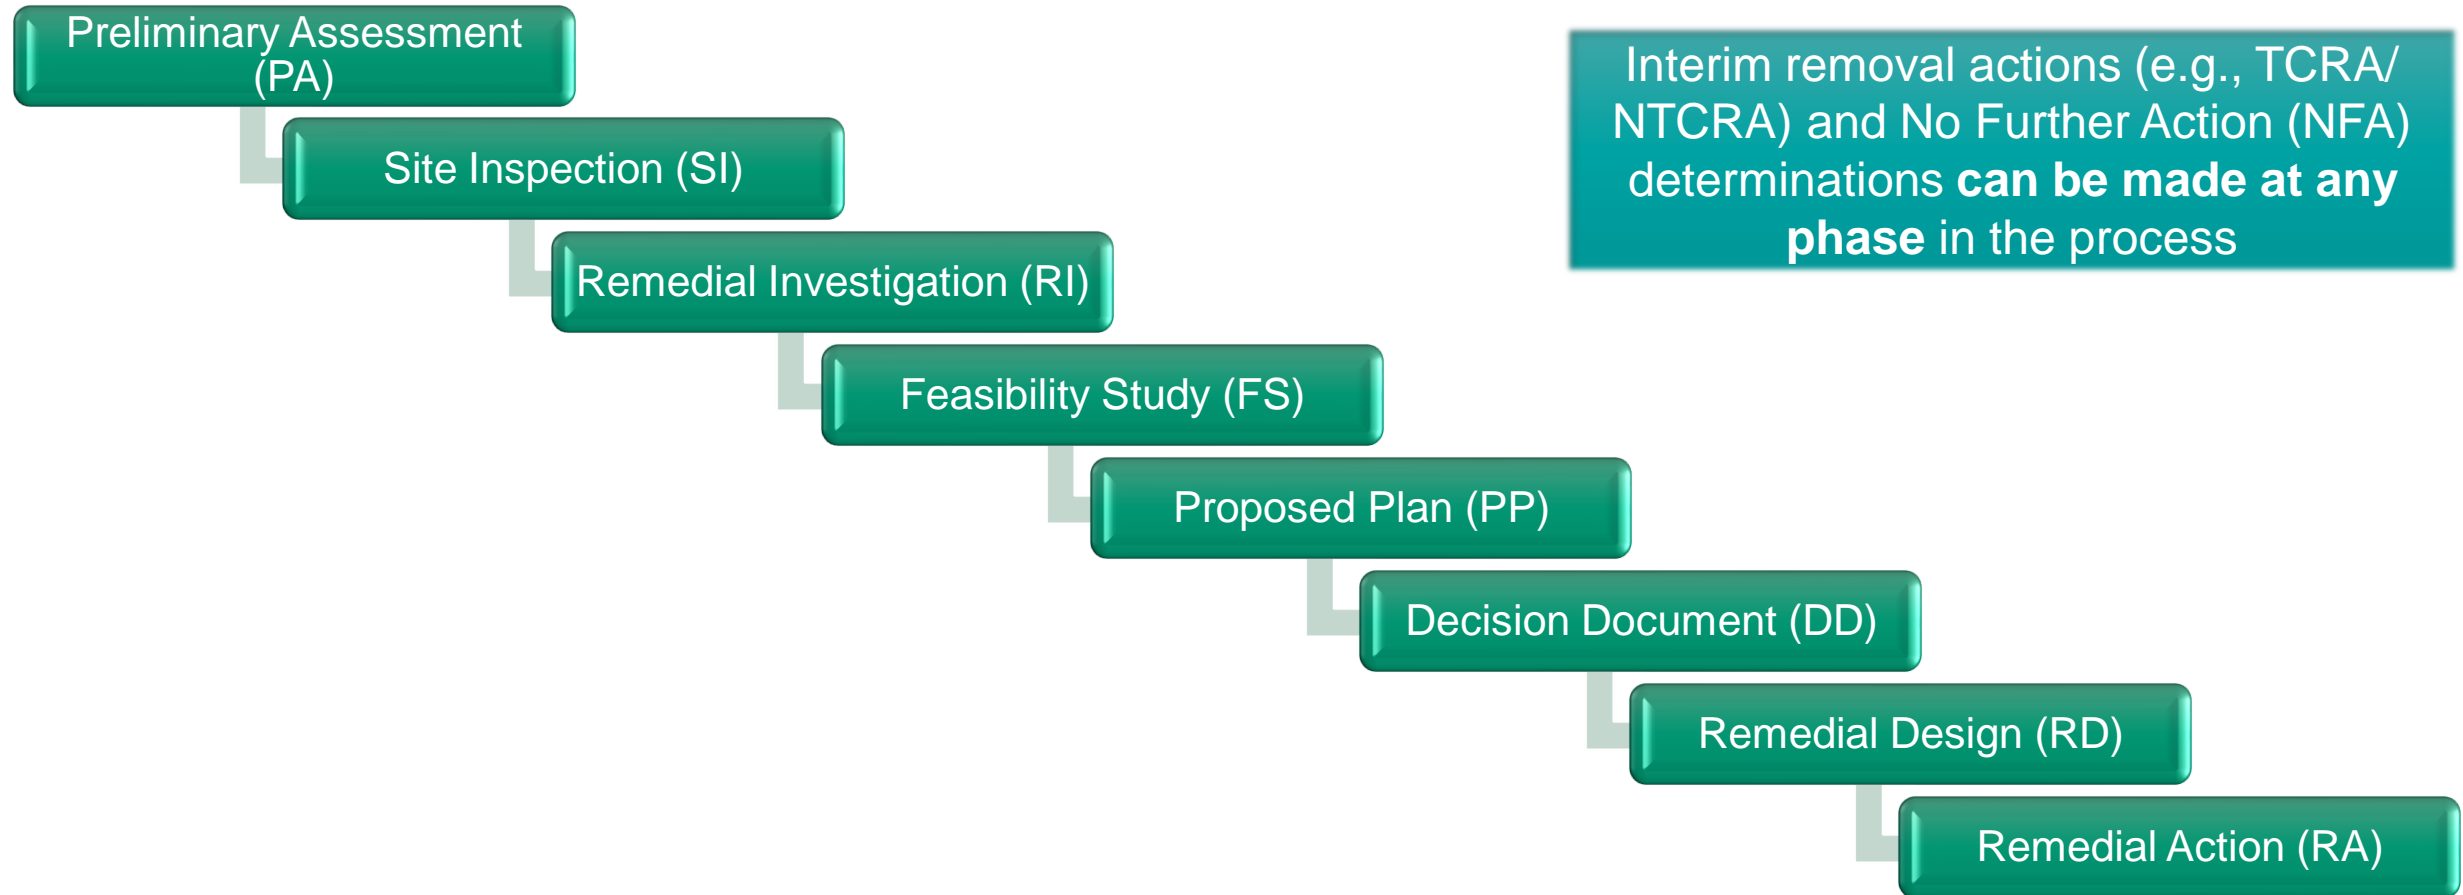 Preliminary Assessment
(PA)
Interim removal actions (e.g., TCRA/
NTCRA) and No Further Action (NFA)
determinations can be made at any
phase in the process
Site Inspection (SI)
Remedial Investigation (RI)
Feasibility Study (FS)
Proposed Plan (PP)
Decision Document (DD)
Remedial Design (RD)
Remedial Action (RA)